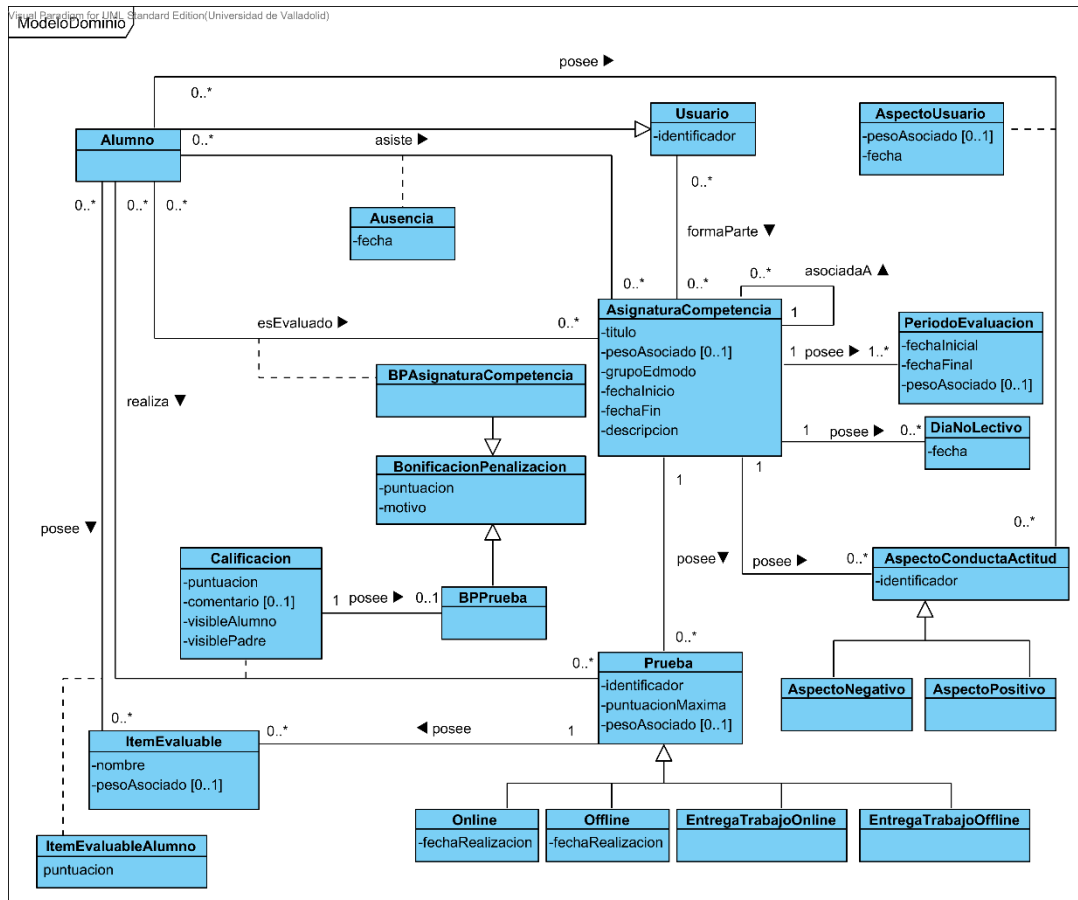 Visual Paradigm for UML Standard Edition(Universidad de Valladolid)
ModeloDominio
posee ▶
0..*
Usuario
-identificador
AspectoUsuario
-pesoAsociado [0..1]
-fecha
Alumno
0..*
asiste ▶
0..*
0..*
0..*
0..*
Ausencia
-fecha
formaParte ▼
0..*
0..*
0..*
asociadaA ▲
1
esEvaluado ▶
0..*
AsignaturaCompetencia
-titulo
-pesoAsociado [0..1]
-grupoEdmodo
-fechaInicio
-fechaFin
-descripcion
1 posee ▶ 1..*
PeriodoEvaluacion
-fechaInicial
-fechaFinal
-pesoAsociado [0..1]
BPAsignaturaCompetencia
realiza ▼
1 posee ▶ 0..*
DiaNoLectivo
-fecha
BonificacionPenalizacion
-puntuacion
-motivo
1
1
posee ▼
0..*
posee▼
posee ▶ 0..*
AspectoConductaActitud
-identificador
Calificacion
-puntuacion
-comentario [0..1]
-visibleAlumno
-visiblePadre
1 posee ▶ 0..1
BPPrueba
0..*
0..*
Prueba
-identificador
-puntuacionMaxima
-pesoAsociado [0..1]
AspectoNegativo
AspectoPositivo
0..*
0..*
◀ posee
1
ItemEvaluable
-nombre
-pesoAsociado [0..1]
Online
-fechaRealizacion
Offline
-fechaRealizacion
EntregaTrabajoOnline
EntregaTrabajoOffline
ItemEvaluableAlumno
puntuacion